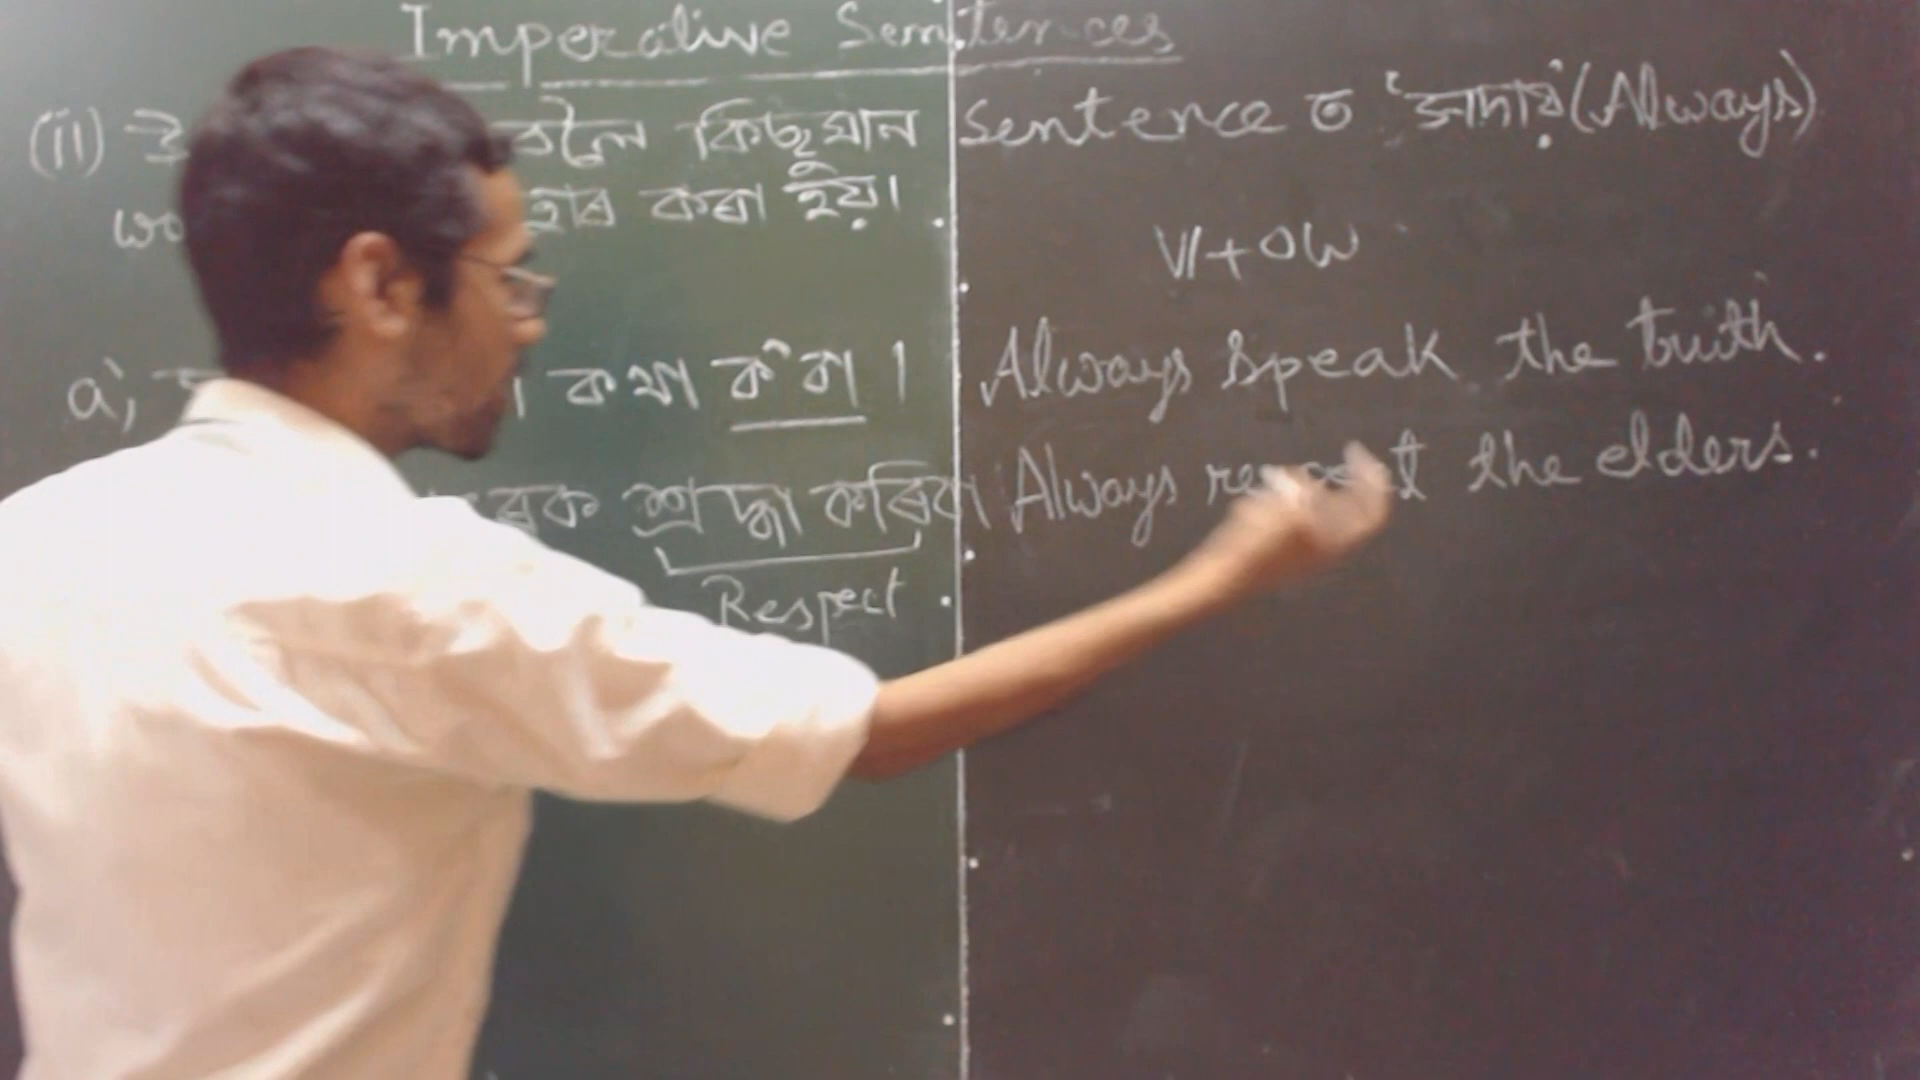 Imperative Sentences
(ii) কিছুমান sentence ত 'সদায়' (Always)
কৰা হয়।
V1 + OW
a) কথা ক'বা । Always speak the truth.
শ্ৰদ্ধা কৰিবা Always respect the elders.
Respect